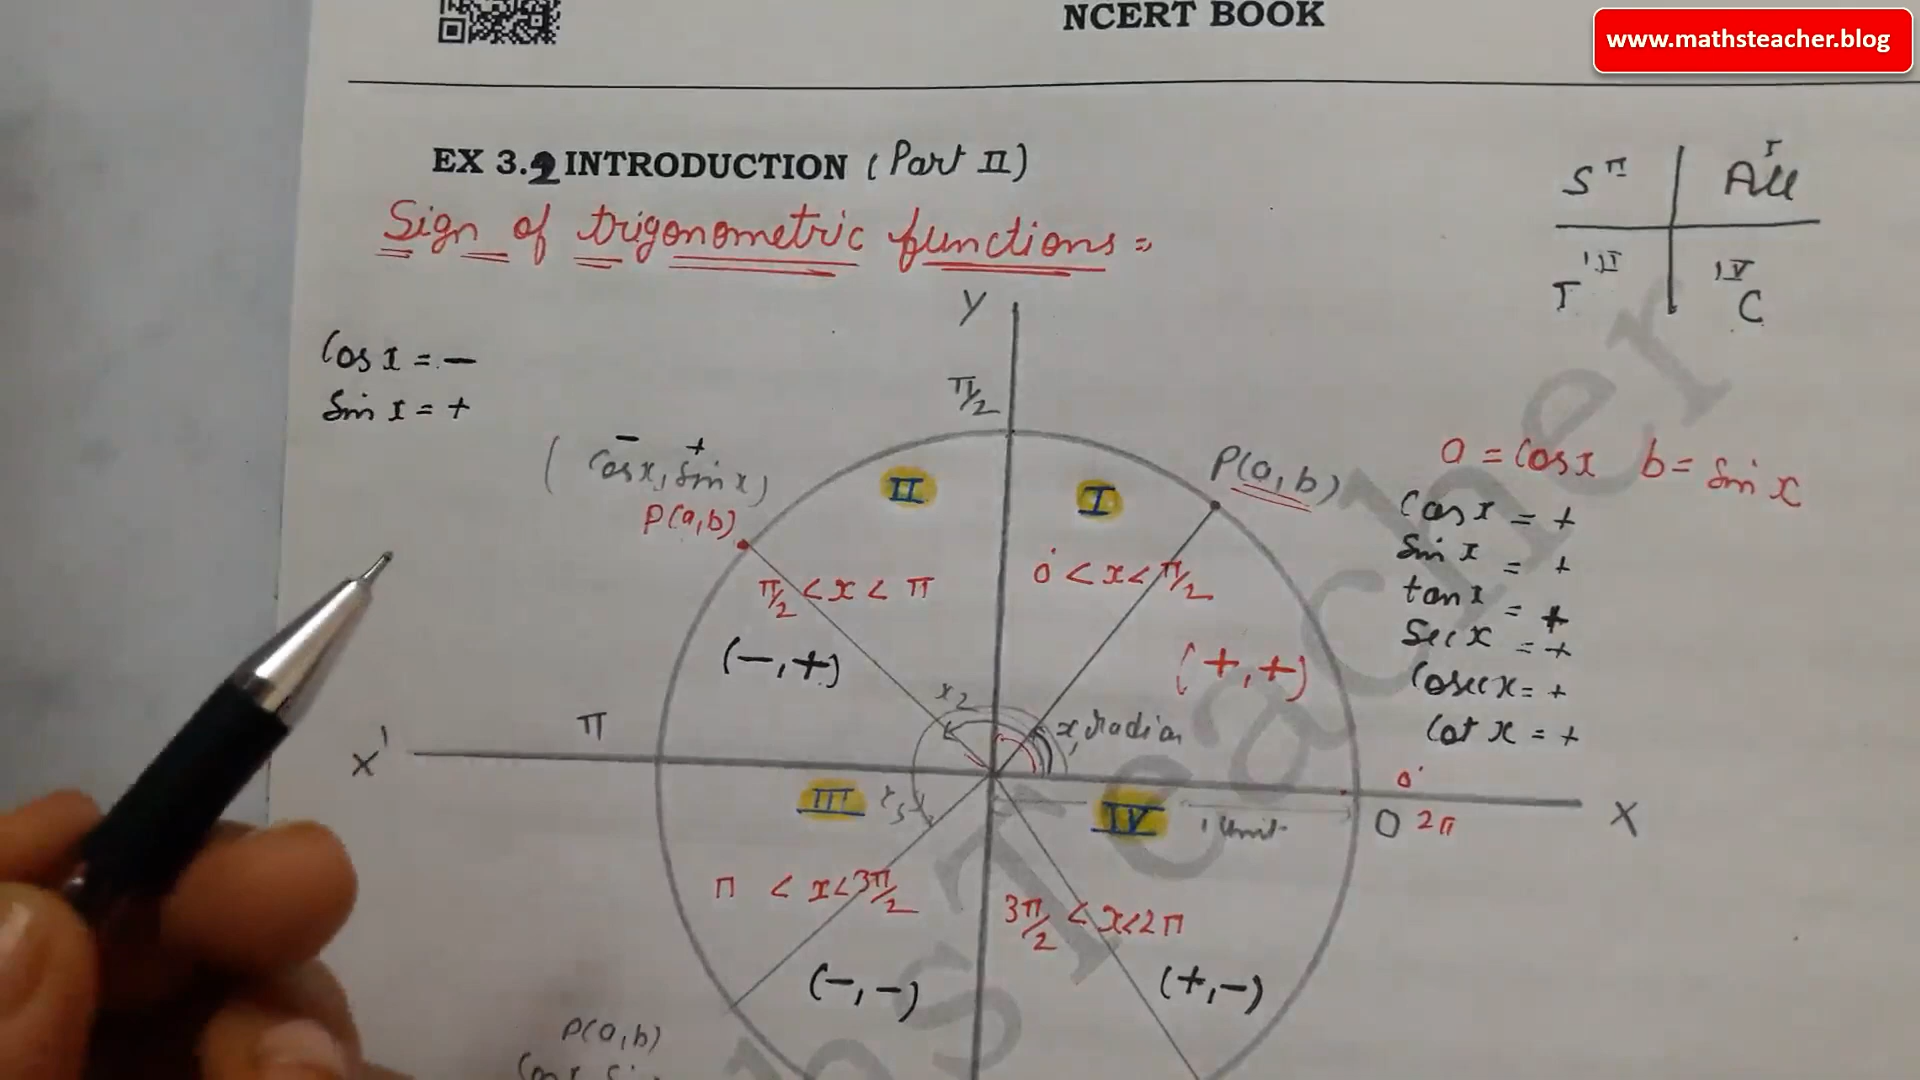 NCERT BOOK
www.mathsteacher.blog
EX 3.2 INTRODUCTION (Part II)
Sign of trigonometric functions =
S II
All I
T III
IV C
Y
π/2
Cos x = −
Sin x = +
− +
(Cos x, Sin x)
P(a,b)
II
I
P(a,b)
a = Cos x b = Sin x
Cos x = +
Sin x = +
tan x = +
Sec x = +
Cosec x = +
Cot x = +
π/2 < x < π
0° < x < π/2
(−,+)
(+,+)
x2
x, radian
π
X'
0°
III
IV
1 Unit
O 2π
X
π < x < 3π/2
3π/2 < x < 2π
(−,−)
(+,−)
P(a,b)